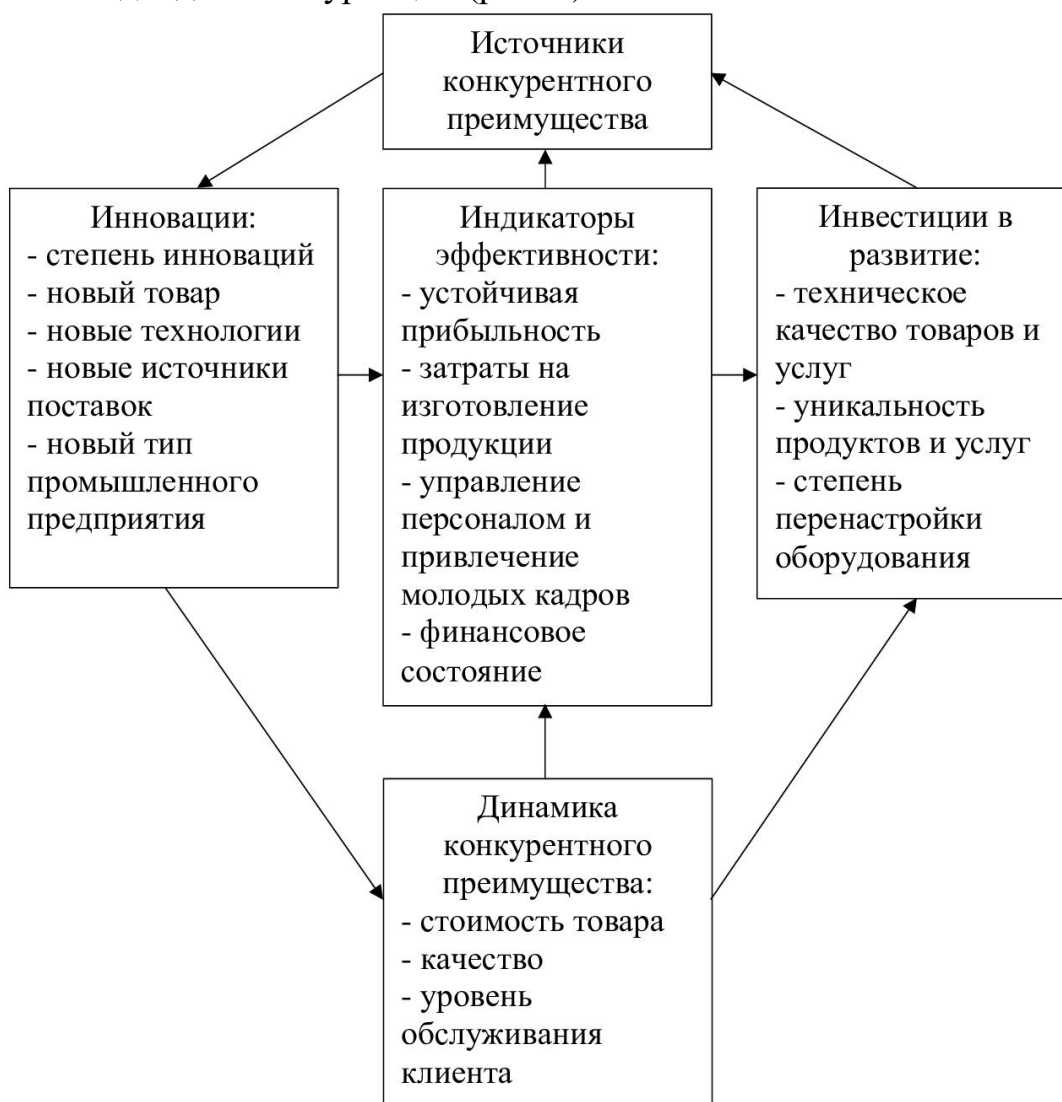 Источники
конкурентного
преимущества
Инновации:
- степень инноваций
- новый товар
- новые технологии
- новые источники
поставок
- новый тип
промышленного
предприятия
Индикаторы
эффективности:
- устойчивая
прибыльность
- затраты на
изготовление
продукции
- управление
персоналом и
привлечение
молодых кадров
- финансовое
состояние
Инвестиции в
развитие:
- техническое
качество товаров и
услуг
- уникальность
продуктов и услуг
- степень
перенастройки
оборудования
Динамика
конкурентного
преимущества:
- стоимость товара
- качество
- уровень
обслуживания
клиента